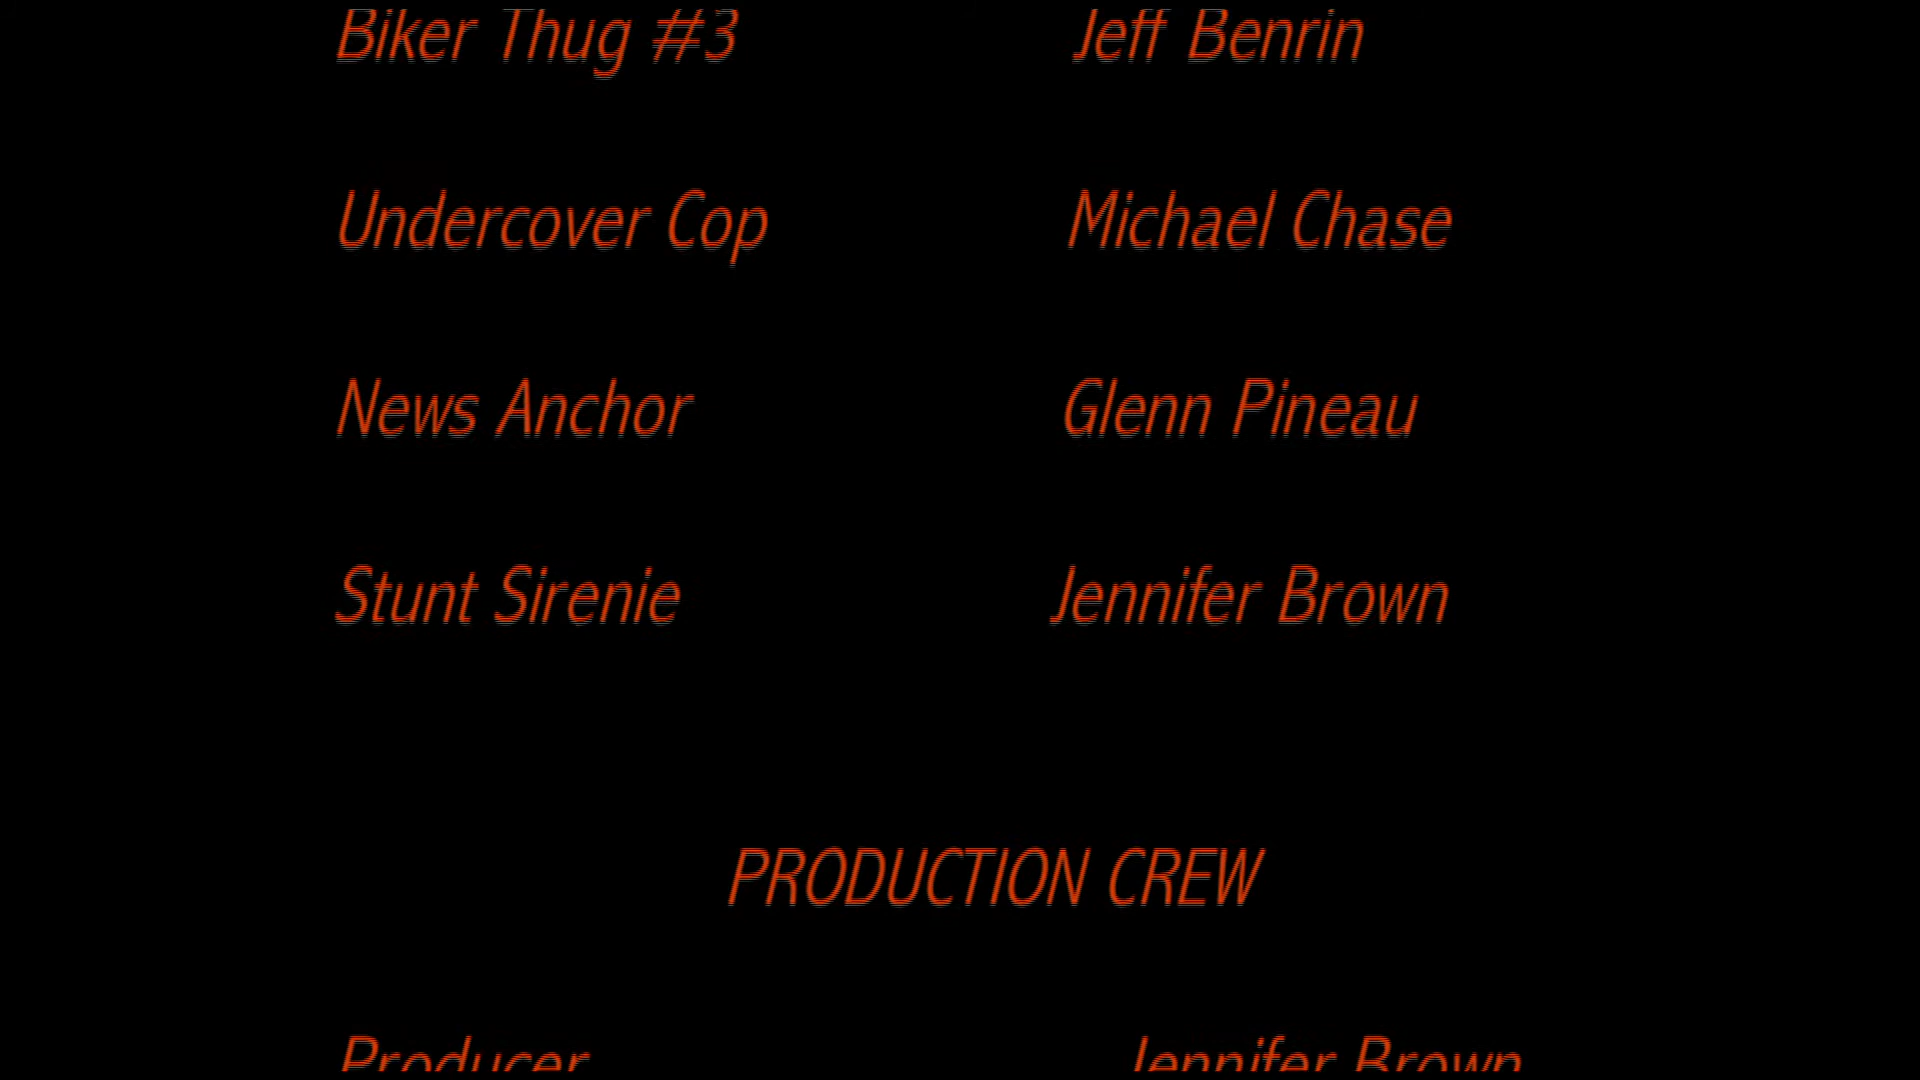 Biker Thug #3 Jeff Benrin
Undercover Cop Michael Chase
News Anchor Glenn Pineau
Stunt Sirenie Jennifer Brown
PRODUCTION CREW
Producer Jennifer Brown